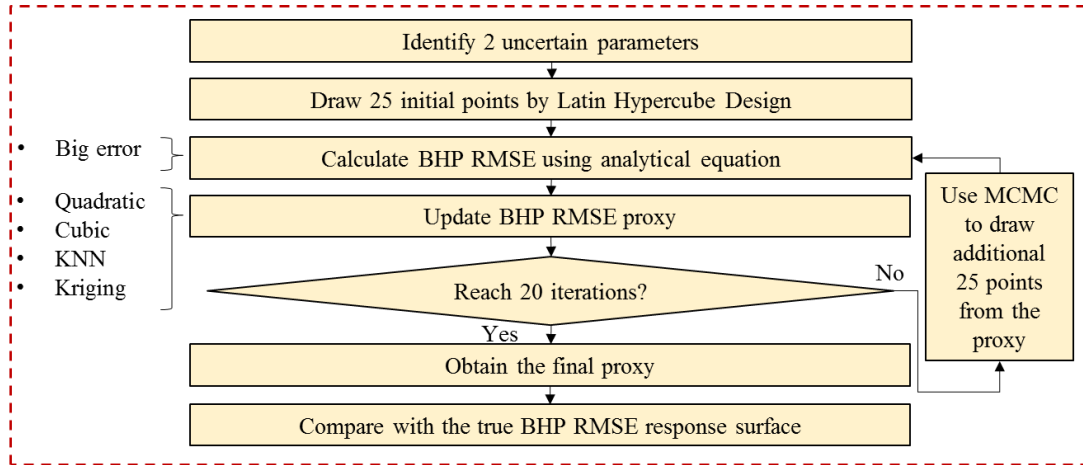 Identify 2 uncertain parameters
Draw 25 initial points by Latin Hypercube Design
• Big error
Calculate BHP RMSE using analytical equation
• Quadratic
• Cubic
• KNN
• Kriging
Update BHP RMSE proxy
Reach 20 iterations?
No
Yes
Use MCMC
to draw
additional
25 points
from the
proxy
Obtain the final proxy
Compare with the true BHP RMSE response surface